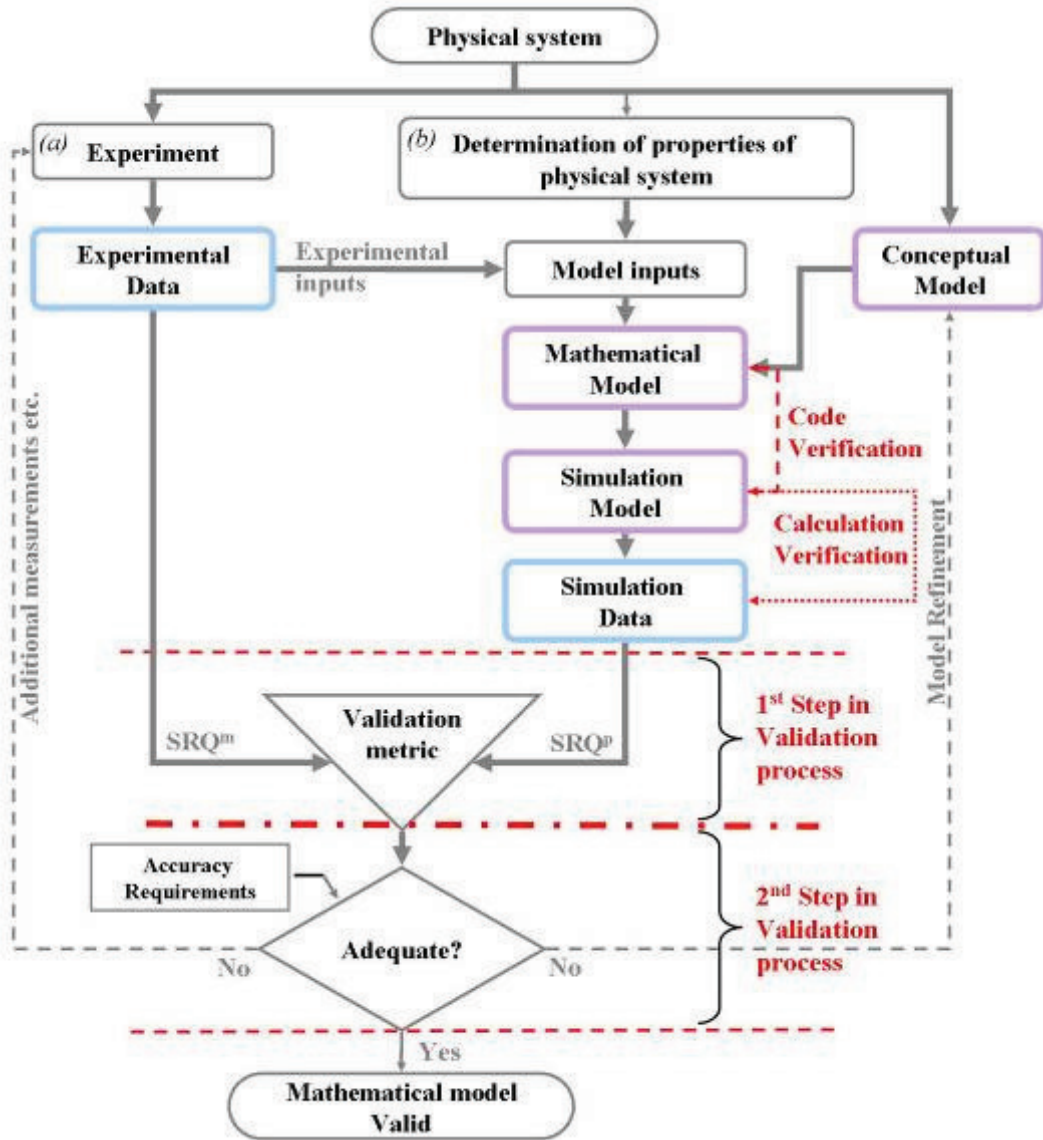 Physical system
(a)
Experiment
(b)
Determination of properties of
physical system
Experimental
Data
Experimental
inputs
Model inputs
Conceptual
Model
Mathematical
Model
Code
Verification
Simulation
Model
Calculation
Verification
Simulation
Data
Additional measurements etc.
Model Refinement
Validation
metric
SRQᵐ
SRQᵖ
1ˢᵗ Step in
Validation
process
Accuracy
Requirements
Adequate?
No
No
2ⁿᵈ Step in
Validation
process
Yes
Mathematical model
Valid